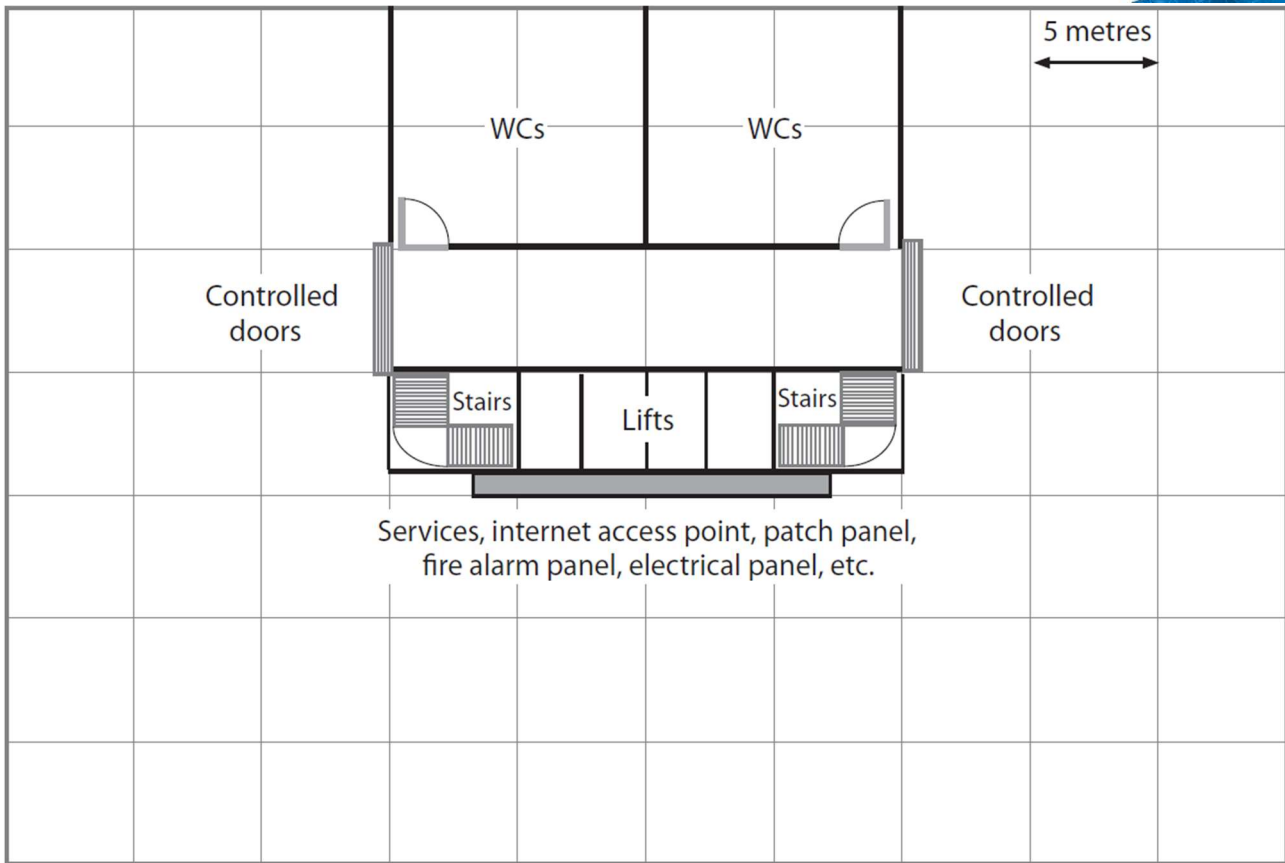 5 metres
WCs
WCs
Controlled
doors
Controlled
doors
Stairs
Lifts
Stairs
Services, internet access point, patch panel,
fire alarm panel, electrical panel, etc.